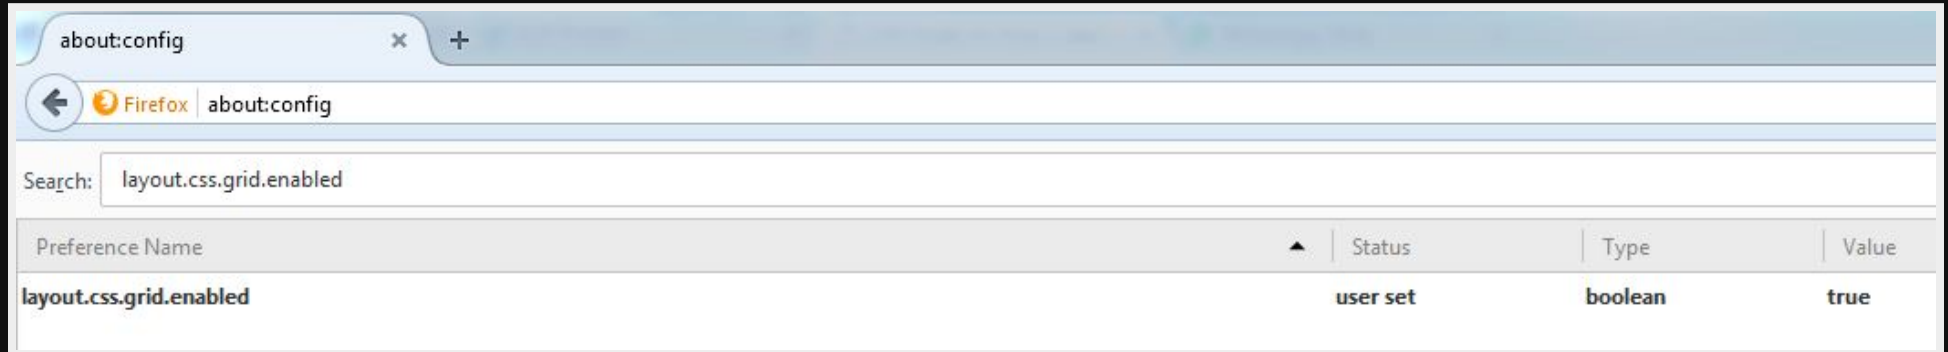 about:config × +
Firefox about:config
Search: layout.css.grid.enabled
Preference Name Status Type Value
layout.css.grid.enabled user set boolean true